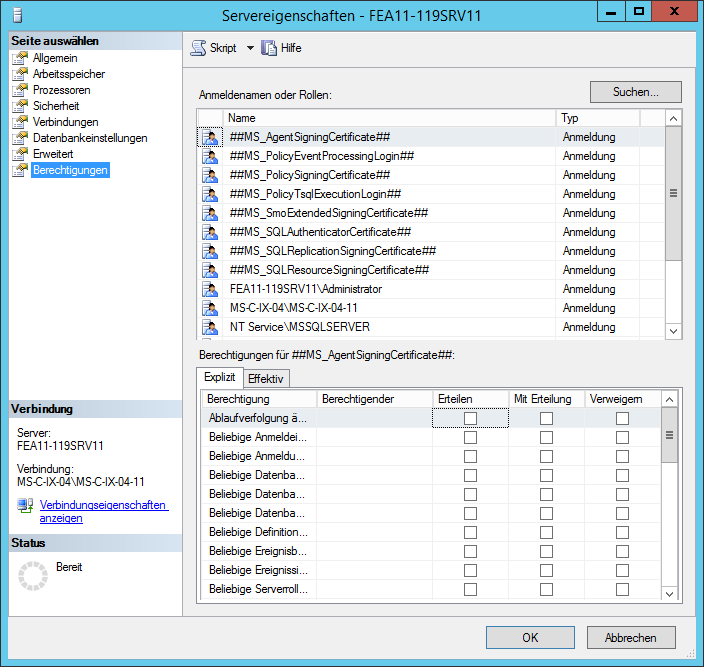 Servereigenschaften - FEA11-119SRV11
Seite auswählen
Allgemein
Arbeitsspeicher
Prozessoren
Sicherheit
Verbindungen
Datenbankeinstellungen
Erweitert
Berechtigungen
Verbindung
Server:
FEA11-119SRV11
Verbindung:
MS-C-IX-04\MS-C-IX-04-11
Verbindungseigenschaften
anzeigen
Status
Bereit
Skript Hilfe
Anmeldenamen oder Rollen: Suchen...
Name Typ
##MS_AgentSigningCertificate## Anmeldung
##MS_PolicyEventProcessingLogin## Anmeldung
##MS_PolicySigningCertificate## Anmeldung
##MS_PolicyTsqlExecutionLogin## Anmeldung
##MS_SmoExtendedSigningCertificate## Anmeldung
##MS_SQLAuthenticatorCertificate## Anmeldung
##MS_SQLReplicationSigningCertificate## Anmeldung
##MS_SQLResourceSigningCertificate## Anmeldung
FEA11-119SRV11\Administrator Anmeldung
MS-C-IX-04\MS-C-IX-04-11 Anmeldung
NT Service\MSSQLSERVER Anmeldung
Berechtigungen für ##MS_AgentSigningCertificate##:
Explizit Effektiv
Berechtigung Berechtigender Erteilen Mit Erteilung Verweigern
Ablaufverfolgung ä...
Beliebige Anmeldei...
Beliebige Anmeldu...
Beliebige Datenba...
Beliebige Datenba...
Beliebige Datenba...
Beliebige Definition...
Beliebige Ereignisb...
Beliebige Ereignissi...
Beliebige Serverroll...
OK Abbrechen